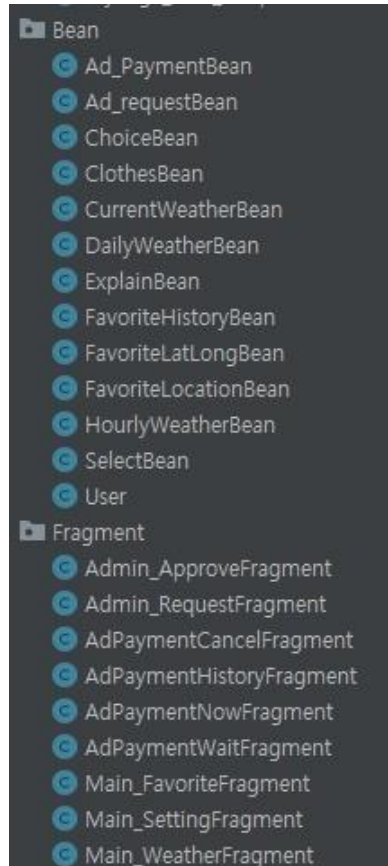 Bean
Ad_PaymentBean
Ad_requestBean
ChoiceBean
ClothesBean
CurrentWeatherBean
DailyWeatherBean
ExplainBean
FavoriteHistoryBean
FavoriteLatLongBean
FavoriteLocationBean
HourlyWeatherBean
SelectBean
User
Fragment
Admin_ApproveFragment
Admin_RequestFragment
AdPaymentCancelFragment
AdPaymentHistoryFragment
AdPaymentNowFragment
AdPaymentWaitFragment
Main_FavoriteFragment
Main_SettingFragment
Main_WeatherFragment